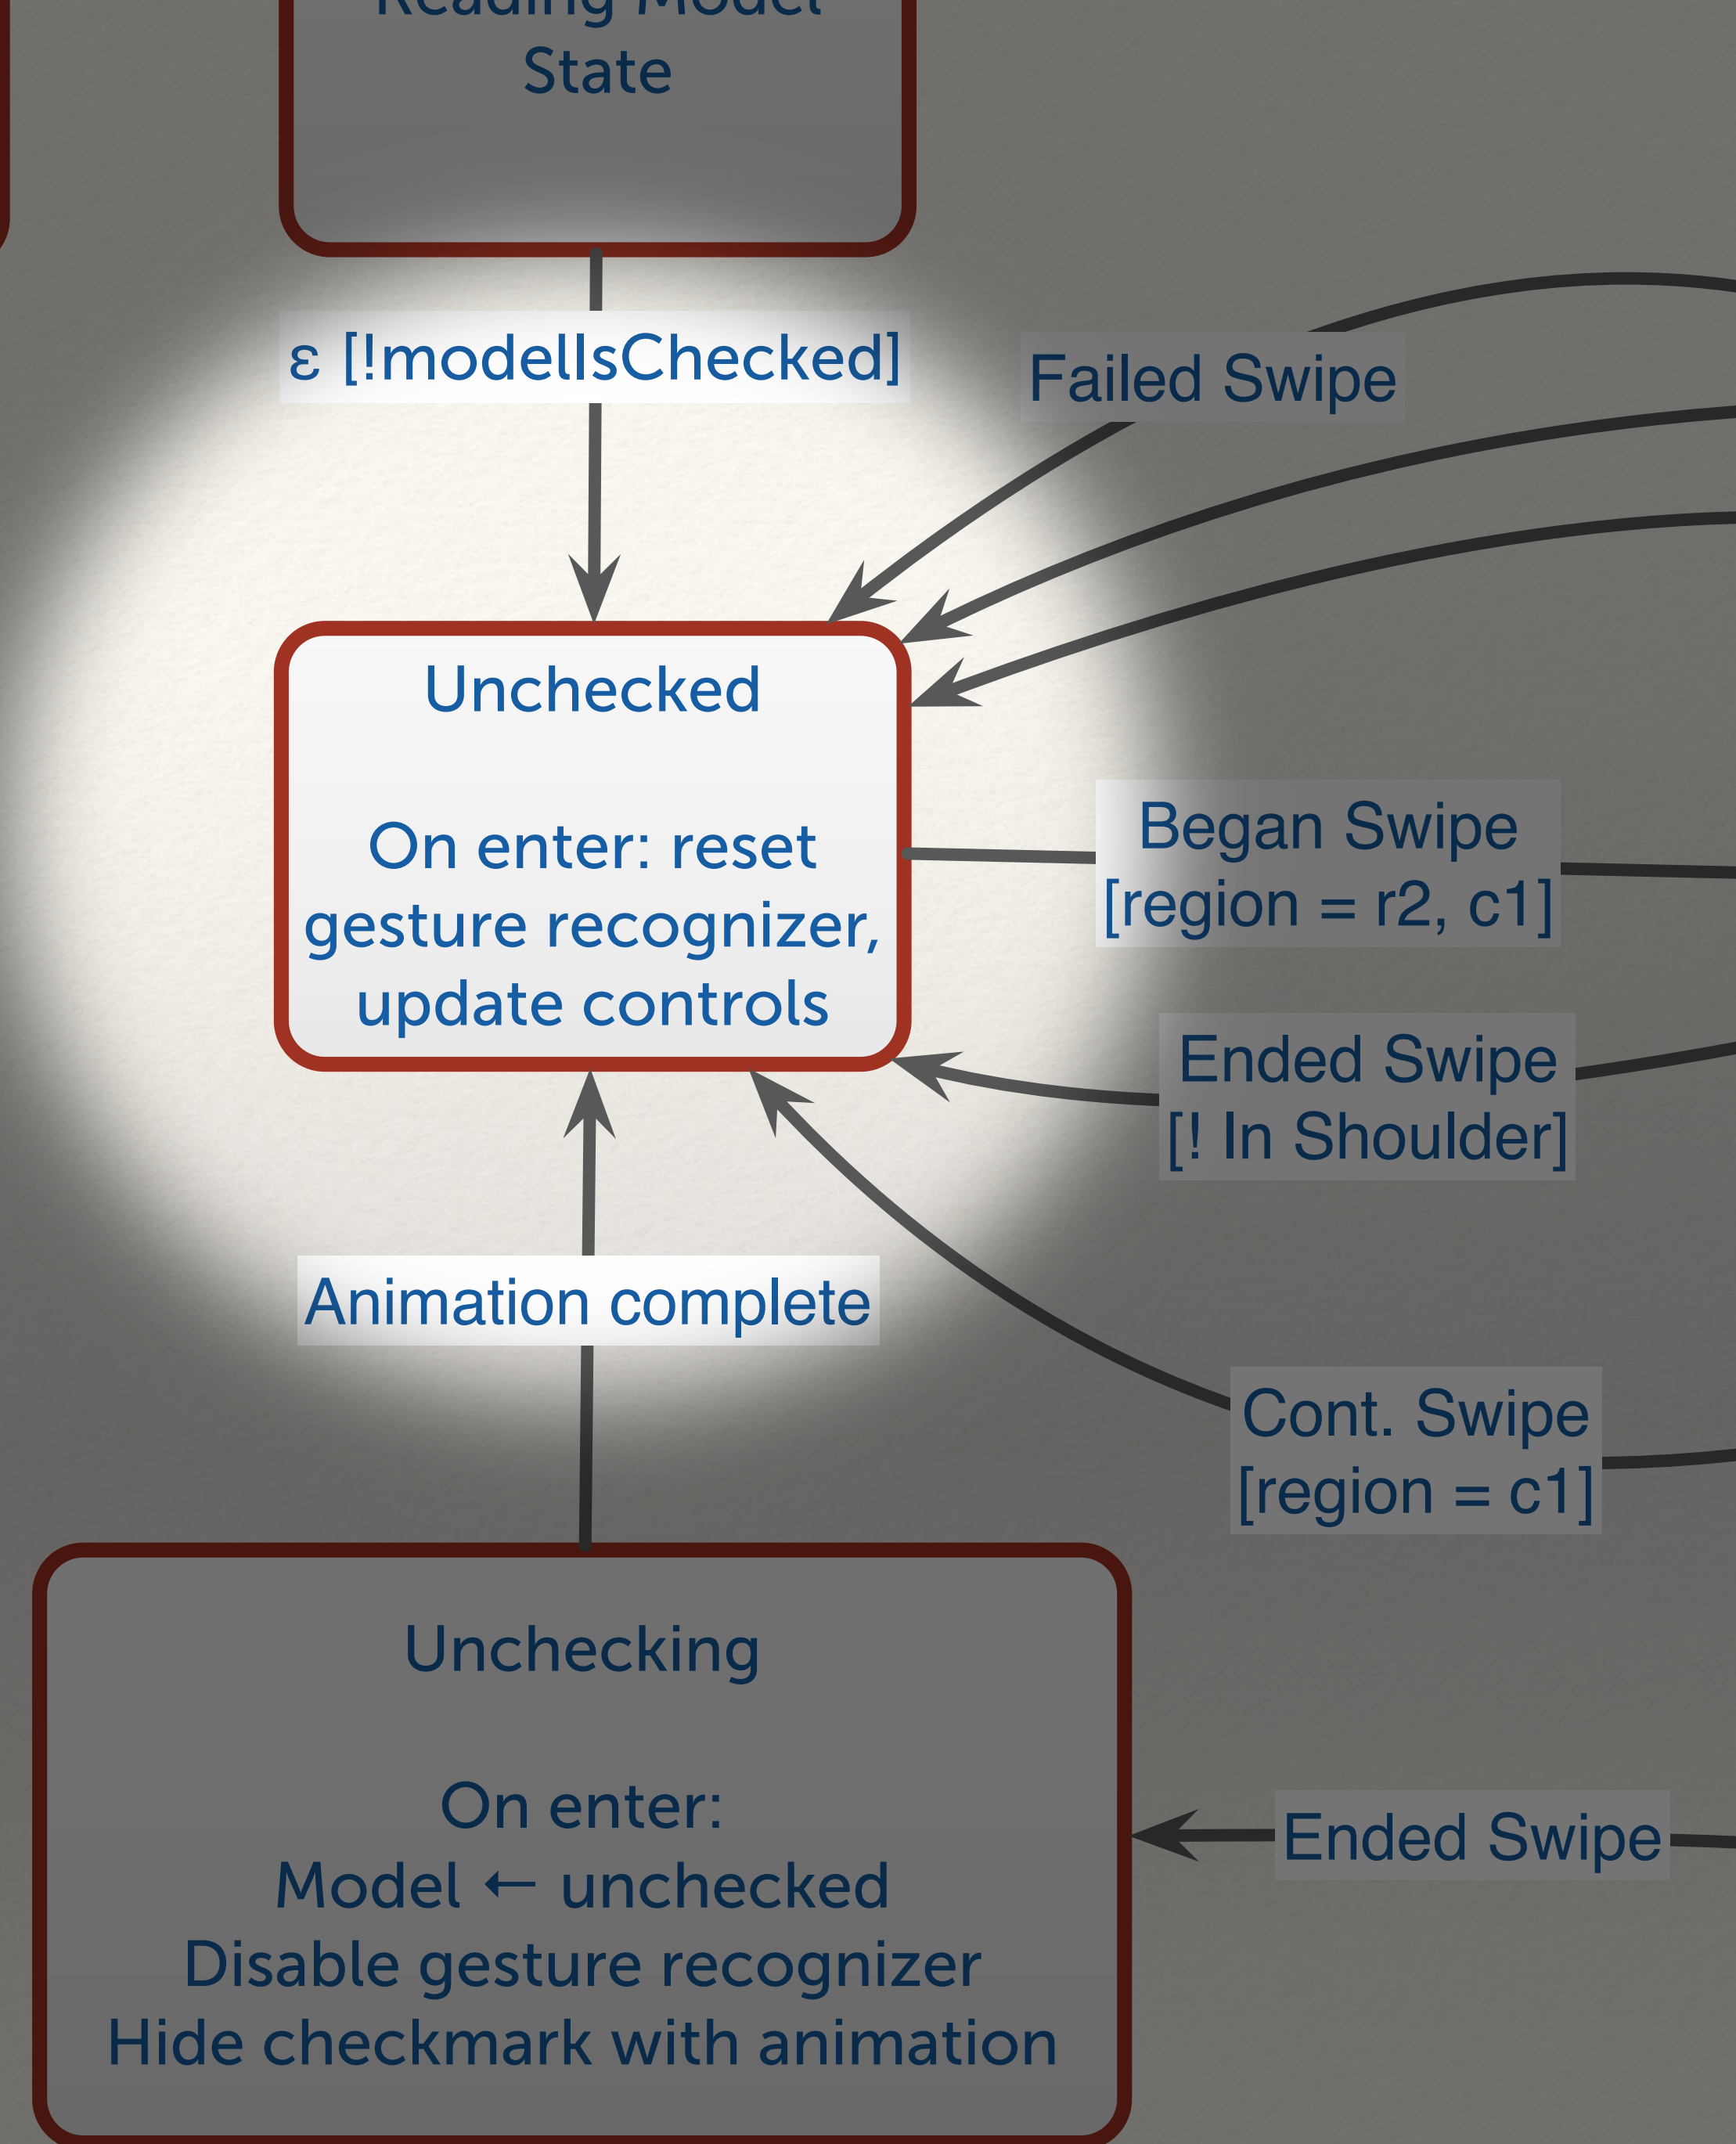 Reading Model
State
ε [!modelIsChecked]
Failed Swipe
Unchecked
On enter: reset
gesture recognizer,
update controls
Began Swipe
[region = r2, c1]
Ended Swipe
[! In Shoulder]
Animation complete
Cont. Swipe
[region = c1]
Unchecking
On enter:
Model ← unchecked
Disable gesture recognizer
Hide checkmark with animation
Ended Swipe